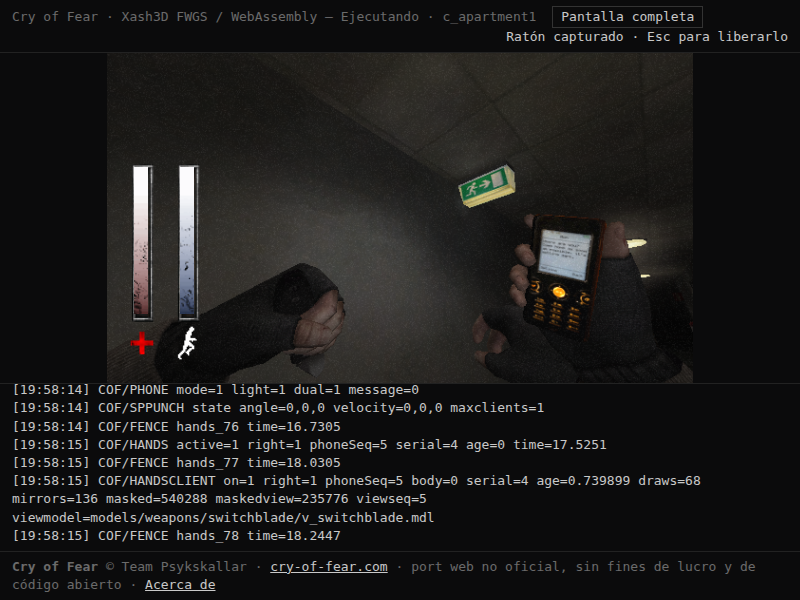 Cry of Fear · Xash3D FWGS / WebAssembly — Ejecutando · c_apartment1
Pantalla completa
Ratón capturado · Esc para liberarlo
[19:58:14] COF/PHONE mode=1 light=1 dual=1 message=0
[19:58:14] COF/SPPUNCH state angle=0,0,0 velocity=0,0,0 maxclients=1
[19:58:14] COF/FENCE hands_76 time=16.7305
[19:58:15] COF/HANDS active=1 right=1 phoneSeq=5 serial=4 age=0 time=17.5251
[19:58:15] COF/FENCE hands_77 time=18.0305
[19:58:15] COF/HANDSCLIENT on=1 right=1 phoneSeq=5 body=0 serial=4 age=0.739899 draws=68
mirrors=136 masked=540288 maskedview=235776 viewseq=5
viewmodel=models/weapons/switchblade/v_switchblade.mdl
[19:58:15] COF/FENCE hands_78 time=18.2447
Cry of Fear © Team Psykskallar · cry-of-fear.com · port web no oficial, sin fines de lucro y de
código abierto · Acerca de